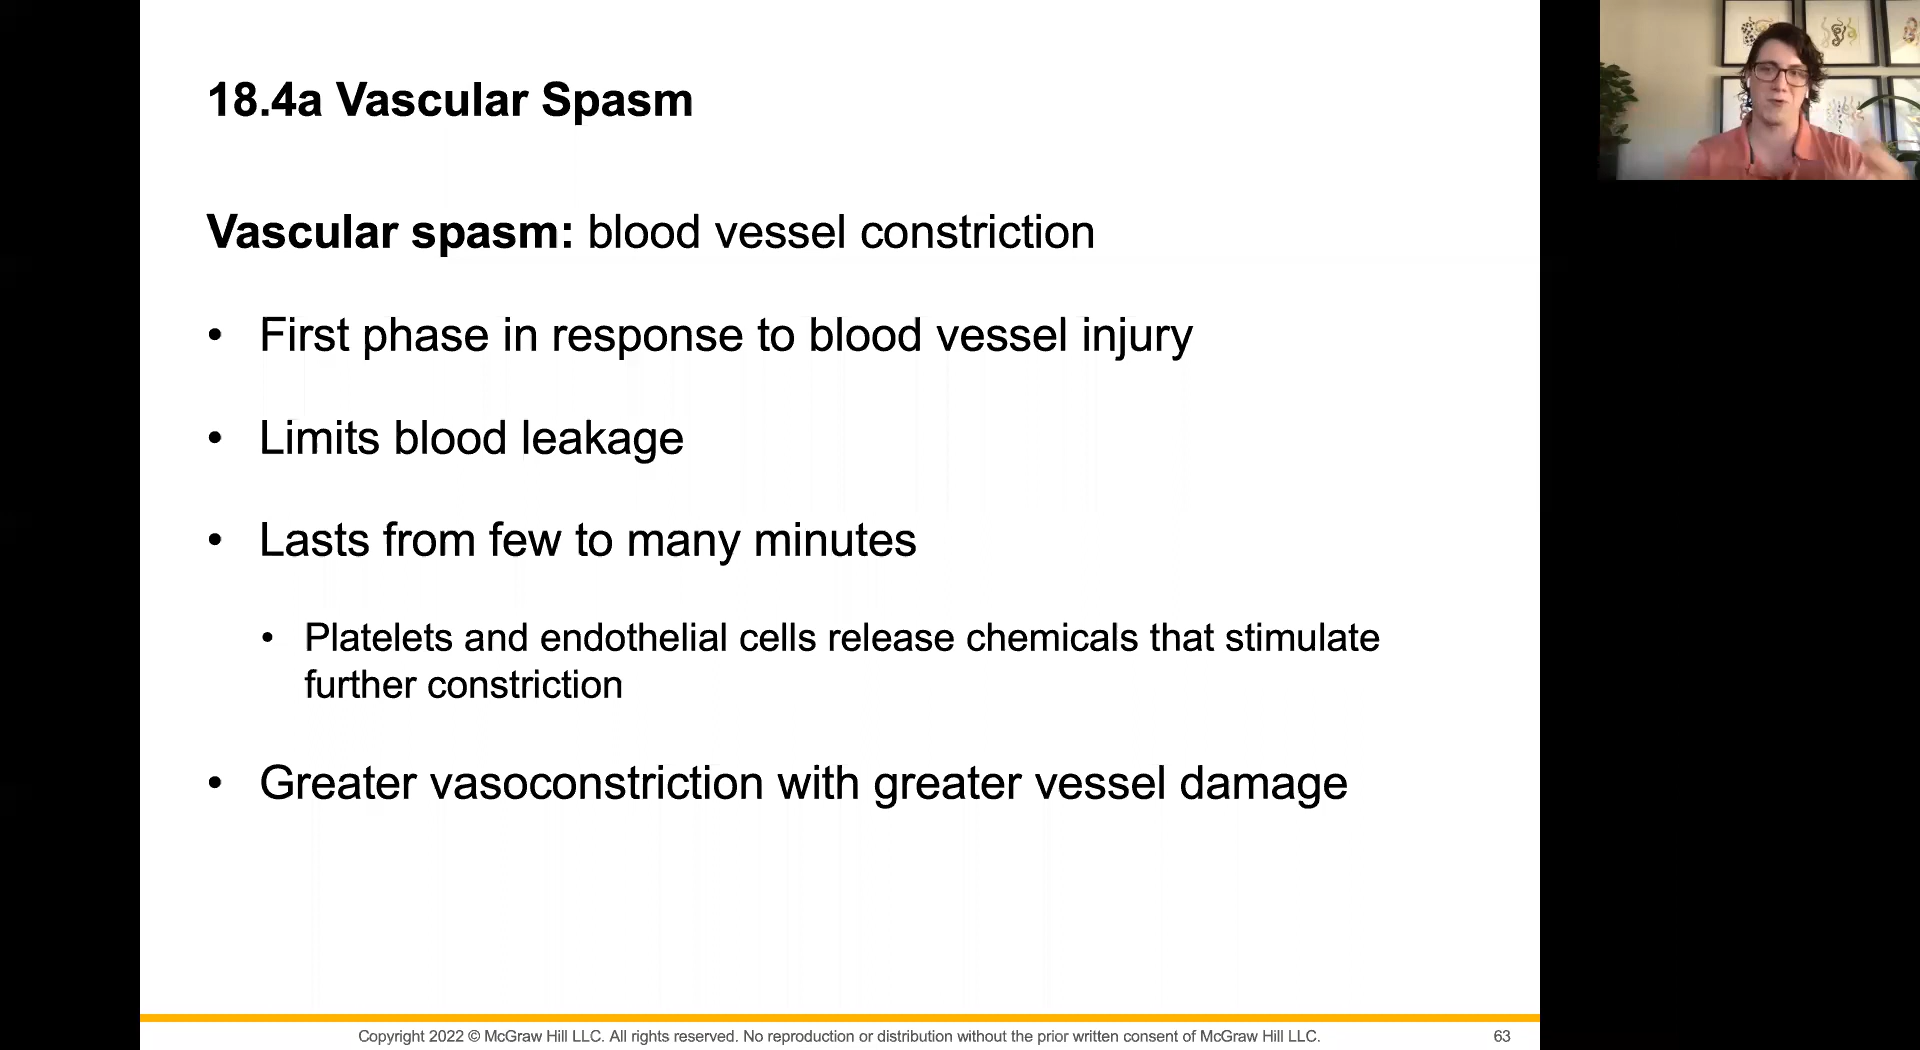 18.4a Vascular Spasm
Vascular spasm: blood vessel constriction
• First phase in response to blood vessel injury
• Limits blood leakage
• Lasts from few to many minutes
• Platelets and endothelial cells release chemicals that stimulate
further constriction
• Greater vasoconstriction with greater vessel damage
Copyright 2022 © McGraw Hill LLC. All rights reserved. No reproduction or distribution without the prior written consent of McGraw Hill LLC.
63